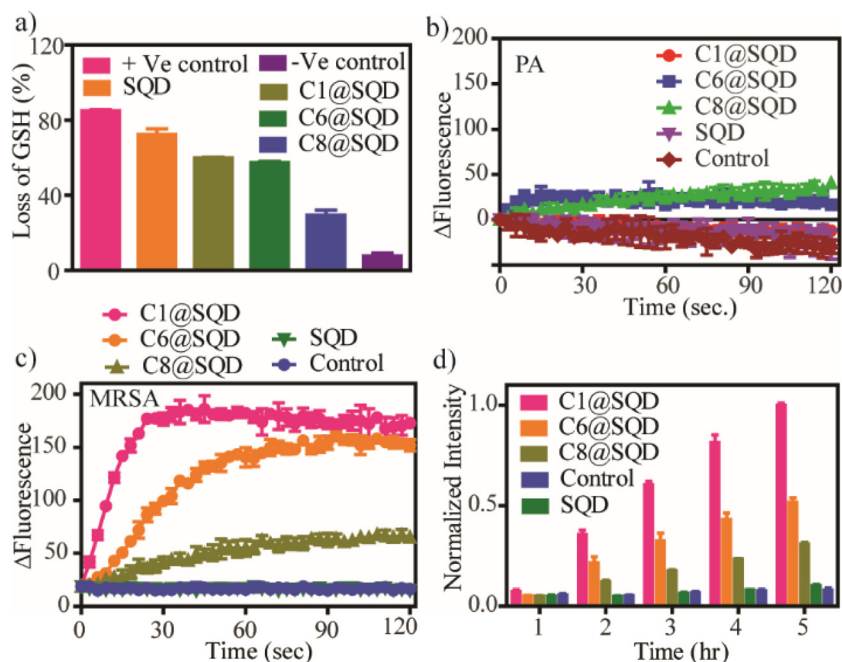 a)
120
80
40
0
Loss of GSH (%)
+ Ve control
SQD
-Ve control
C1@SQD
C6@SQD
C8@SQD
b)
200
150
100
50
0
ΔFluorescence
PA
C1@SQD
C6@SQD
C8@SQD
SQD
Control
0 30 60 90 120
Time (sec.)
c)
C1@SQD
C6@SQD
C8@SQD
SQD
Control
MRSA
200
150
100
50
0
ΔFluorescence
0 30 60 90 120
Time (sec)
d)
1.0
0.5
0.0
Normalized Intensity
C1@SQD
C6@SQD
C8@SQD
Control
SQD
1 2 3 4 5
Time (hr)